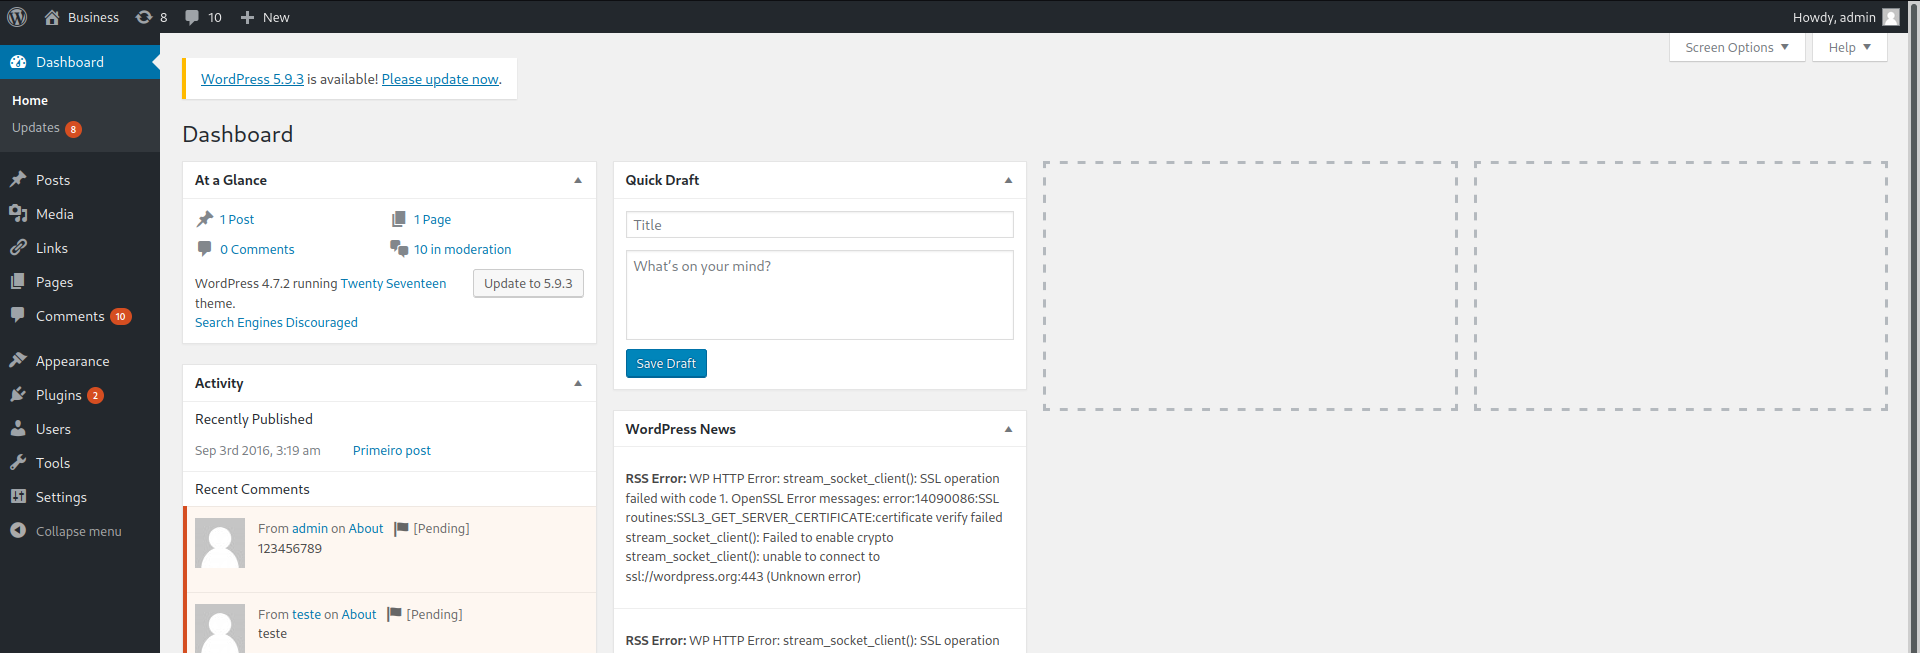 Business 8 10 New Howdy, admin
Screen Options Help
Dashboard
Home
Updates 8
Posts
Media
Links
Pages
Comments 10
Appearance
Plugins 2
Users
Tools
Settings
Collapse menu
WordPress 5.9.3 is available! Please update now.
Dashboard
At a Glance
1 Post 1 Page
0 Comments 10 in moderation
WordPress 4.7.2 running Twenty Seventeen
theme.
Update to 5.9.3
Search Engines Discouraged
Activity
Recently Published
Sep 3rd 2016, 3:19 am Primeiro post
Recent Comments
From admin on About [Pending]
123456789
From teste on About [Pending]
teste
Quick Draft
Title
What's on your mind?
Save Draft
WordPress News
RSS Error: WP HTTP Error: stream_socket_client(): SSL operation
failed with code 1. OpenSSL Error messages: error:14090086:SSL
routines:SSL3_GET_SERVER_CERTIFICATE:certificate verify failed
stream_socket_client(): Failed to enable crypto
stream_socket_client(): unable to connect to
ssl://wordpress.org:443 (Unknown error)
RSS Error: WP HTTP Error: stream_socket_client(): SSL operation